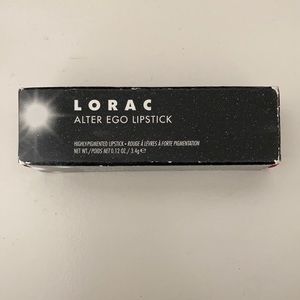 LORAC
ALTER EGO LIPSTICK
HIGHLY PIGMENTED LIPSTICK • ROUGE À LÈVRES À FORTE PIGMENTATION
NET WT./POIDS NET 0.12 OZ / 3.4g ℮